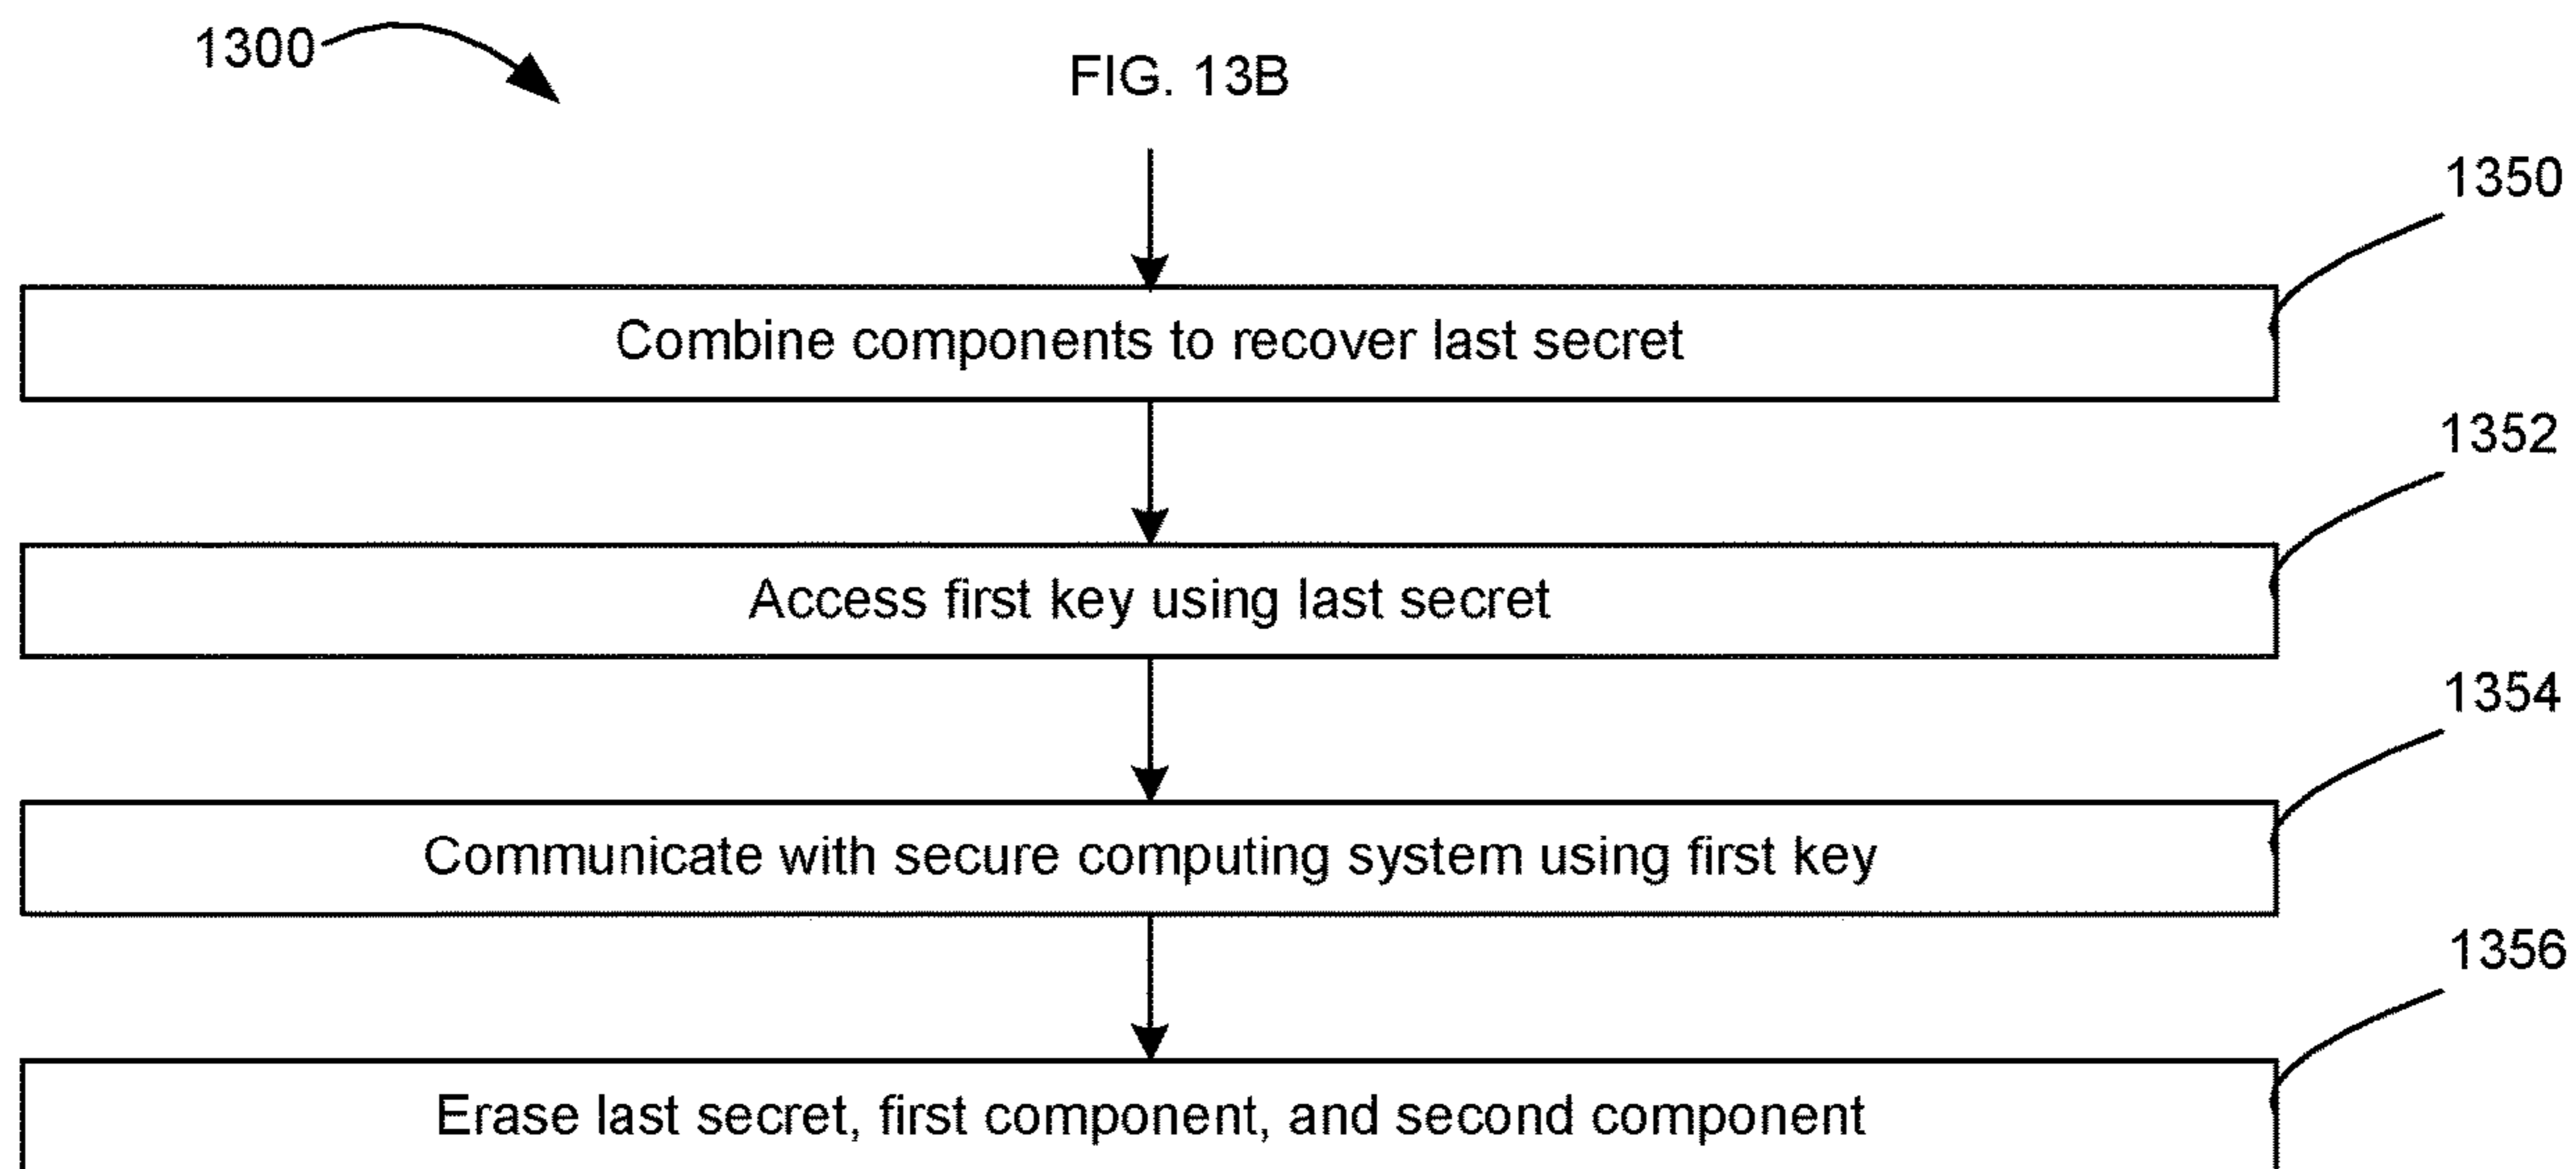 1300
FIG. 13B
1350
Combine components to recover last secret
1352
Access first key using last secret
1354
Communicate with secure computing system using first key
1356
Erase last secret, first component, and second component